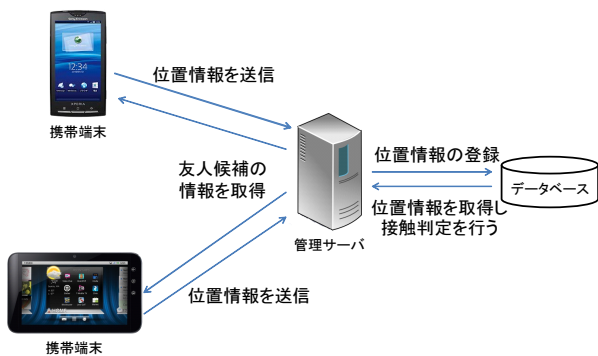 12:34
XPERIA
携帯端末
位置情報を送信
友人候補の
情報を取得
管理サーバ
位置情報の登録
データベース
位置情報を取得し
接触判定を行う
位置情報を送信
携帯端末